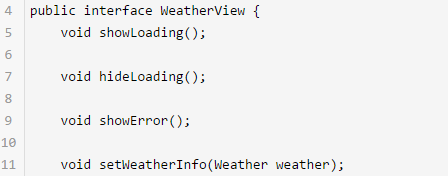 4 public interface WeatherView {
5 void showLoading();
6
7 void hideLoading();
8
9 void showError();
10
11 void setWeatherInfo(Weather weather);